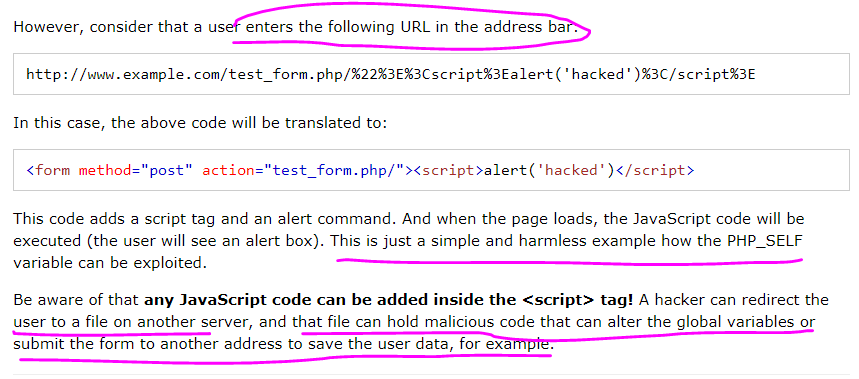 However, consider that a user enters the following URL in the address bar:
http://www.example.com/test_form.php/%22%3E%3Cscript%3Ealert('hacked')%3C/script%3E
In this case, the above code will be translated to:
<form method="post" action="test_form.php/"><script>alert('hacked')</script>
This code adds a script tag and an alert command. And when the page loads, the JavaScript code will be
executed (the user will see an alert box). This is just a simple and harmless example how the PHP_SELF
variable can be exploited.
Be aware of that any JavaScript code can be added inside the <script> tag! A hacker can redirect the
user to a file on another server, and that file can hold malicious code that can alter the global variables or
submit the form to another address to save the user data, for example.